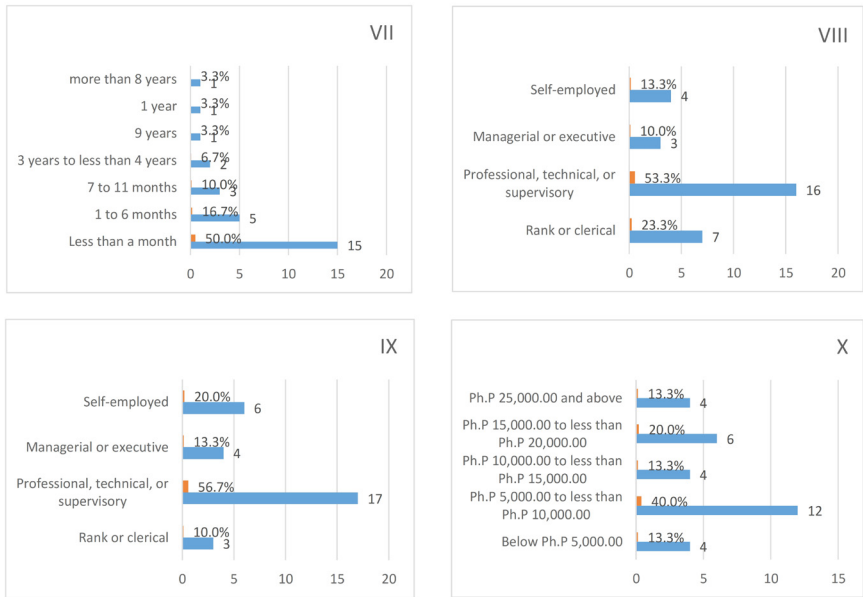 VII
more than 8 years 3.3% 1
1 year 3.3% 1
9 years 3.3% 1
3 years to less than 4 years 6.7% 2
7 to 11 months 10.0% 3
1 to 6 months 16.7% 5
Less than a month 50.0% 15
0 5 10 15 20
VIII
Self-employed 13.3% 4
Managerial or executive 10.0% 3
Professional, technical, or
supervisory 53.3% 16
Rank or clerical 23.3% 7
0 5 10 15 20
IX
Self-employed 20.0% 6
Managerial or executive 13.3% 4
Professional, technical, or
supervisory 56.7% 17
Rank or clerical 10.0% 3
0 5 10 15 20
X
Ph.P 25,000.00 and above 13.3% 4
Ph.P 15,000.00 to less than
Ph.P 20,000.00 20.0% 6
Ph.P 10,000.00 to less than
Ph.P 15,000.00 13.3% 4
Ph.P 5,000.00 to less than
Ph.P 10,000.00 40.0% 12
Below Ph.P 5,000.00 13.3% 4
0 5 10 15